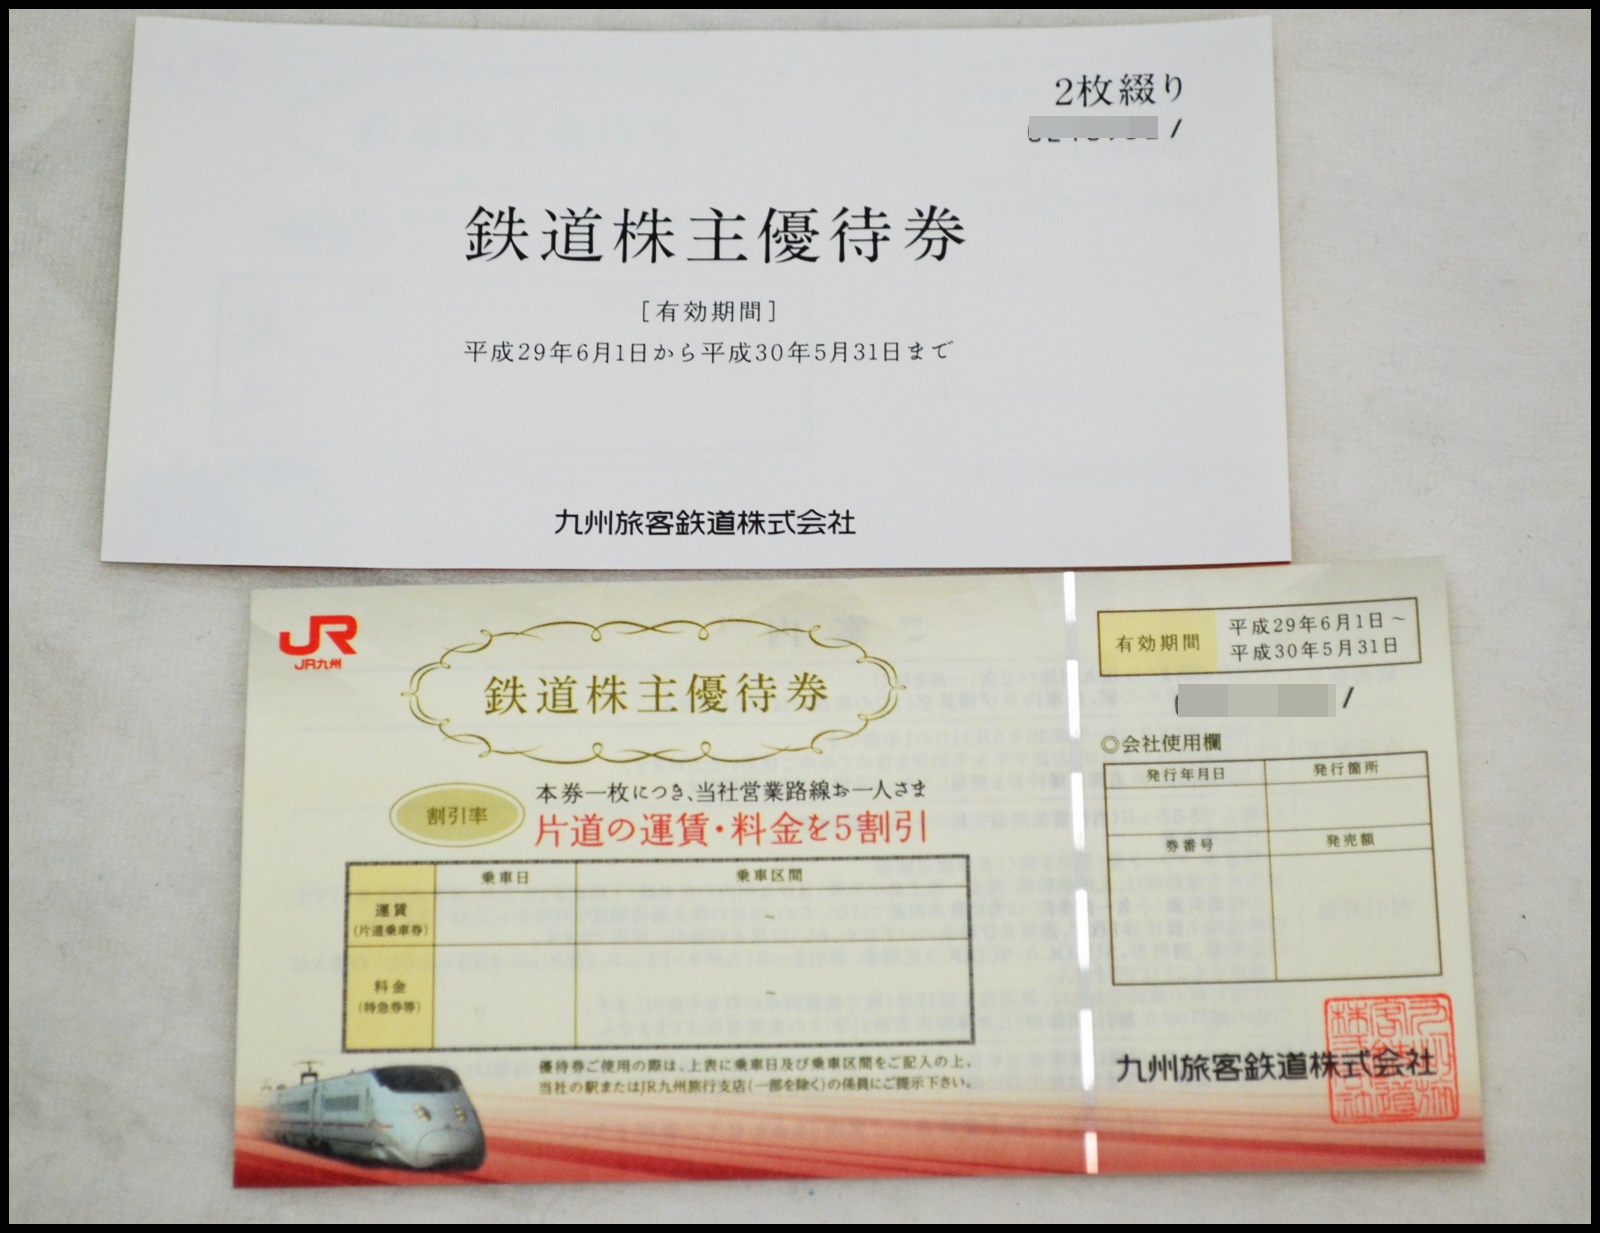 2枚綴り
/
鉄道株主優待券
[有効期間]
平成29年6月1日から平成30年5月31日まで
九州旅客鉄道株式会社
JR
JR九州
鉄道株主優待券
割引率
本券一枚につき、当社営業路線お一人さま
片道の運賃・料金を5割引
乗車日 乗車区間
運賃
(片道乗車券)
~
料金
(特急券等)
~
優待券ご使用の際は、上表に乗車日及び乗車区間をご記入の上、
当社の駅またはJR九州旅行支店(一部を除く)の係員にご提示下さい。
有効期間
平成29年6月1日~
平成30年5月31日
/
◎会社使用欄
発行年月日 発行箇所
券番号 発売額
九州旅客鉄道株式会社